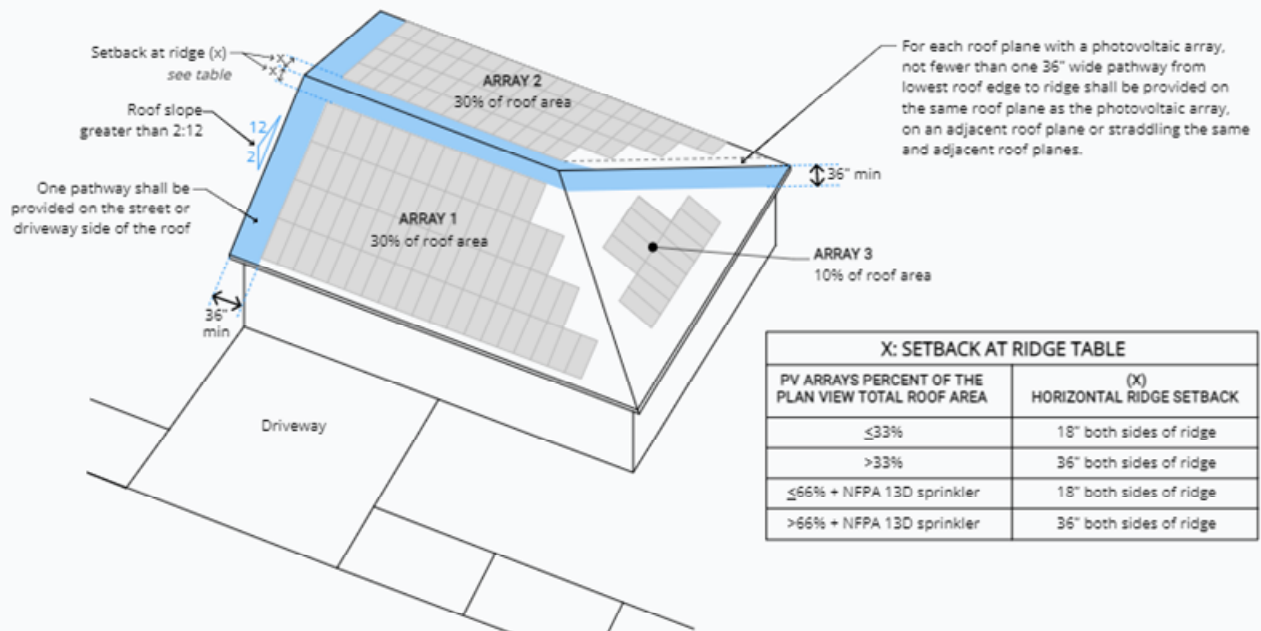 Setback at ridge (x)
see table
x
x
Roof slope
greater than 2:12
12
2
One pathway shall be
provided on the street or
driveway side of the roof
36"
min
ARRAY 2
30% of roof area
ARRAY 1
30% of roof area
For each roof plane with a photovoltaic array,
not fewer than one 36" wide pathway from
lowest roof edge to ridge shall be provided on
the same roof plane as the photovoltaic array,
on an adjacent roof plane or straddling the same
and adjacent roof planes.
36" min
ARRAY 3
10% of roof area
Driveway
X: SETBACK AT RIDGE TABLE
PV ARRAYS PERCENT OF THE
PLAN VIEW TOTAL ROOF AREA
(X)
HORIZONTAL RIDGE SETBACK
≤33%
18" both sides of ridge
>33%
36" both sides of ridge
≤66% + NFPA 13D sprinkler
18" both sides of ridge
>66% + NFPA 13D sprinkler
36" both sides of ridge